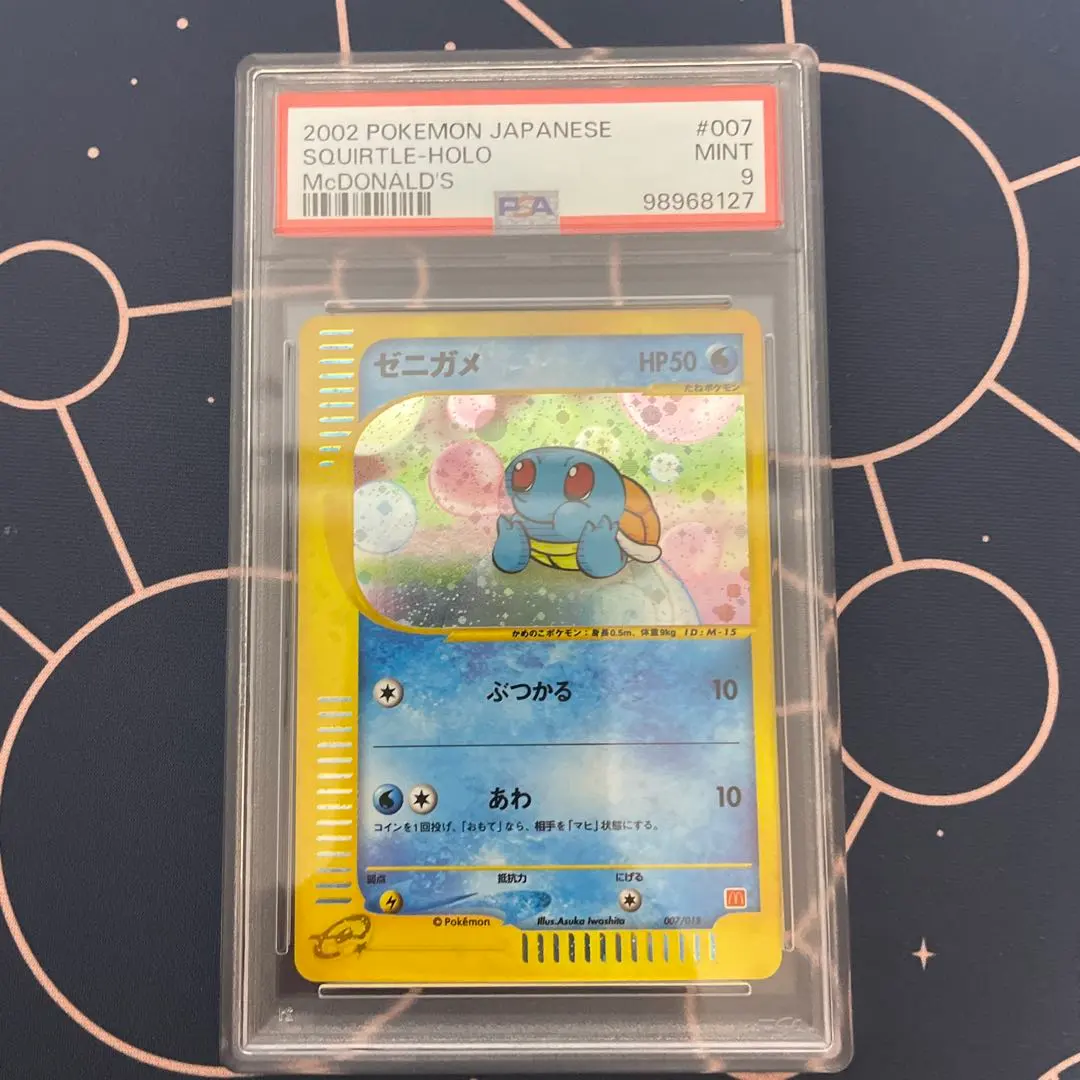 2002 POKEMON JAPANESE #007
SQUIRTLE-HOLO MINT
McDONALD'S 9
PSA 98968127
ゼニガメ HP50
たねポケモン
かめのこポケモン：身長0.5m、体重9kg ID:M-15
ぶつかる 10
あわ 10
コインを1回投げ、「おもて」なら、相手を「マヒ」状態にする。
弱点 抵抗力 にげる
©Pokémon Illus.Asuka Iwashita 007/018